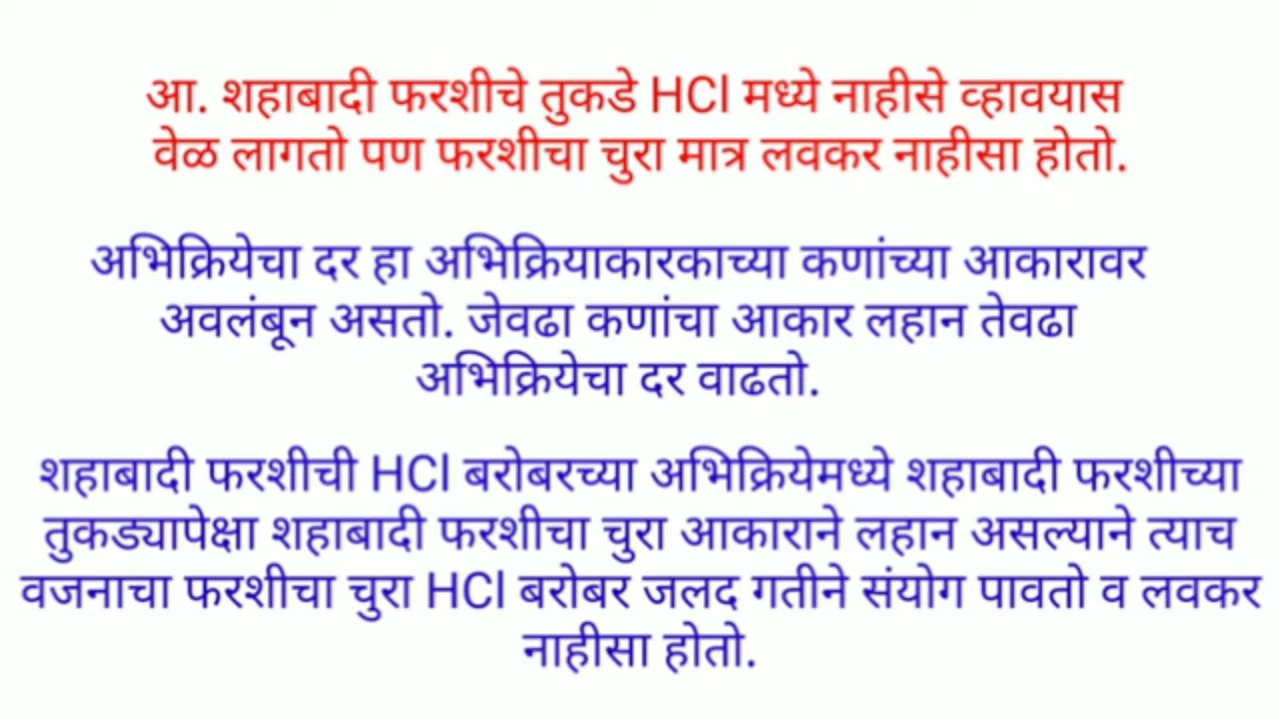 आ. शहाबादी फरशीचे तुकडे HCl मध्ये नाहीसे व्हावयास
वेळ लागतो पण फरशीचा चुरा मात्र लवकर नाहीसा होतो.
अभिक्रियेचा दर हा अभिक्रियाकारकाच्या कणांच्या आकारावर
अवलंबून असतो. जेवढा कणांचा आकार लहान तेवढा
अभिक्रियेचा दर वाढतो.
शहाबादी फरशीची HCl बरोबरच्या अभिक्रियेमध्ये शहाबादी फरशीच्या
तुकड्यापेक्षा शहाबादी फरशीचा चुरा आकाराने लहान असल्याने त्याच
वजनाचा फरशीचा चुरा HCl बरोबर जलद गतीने संयोग पावतो व लवकर
नाहीसा होतो.